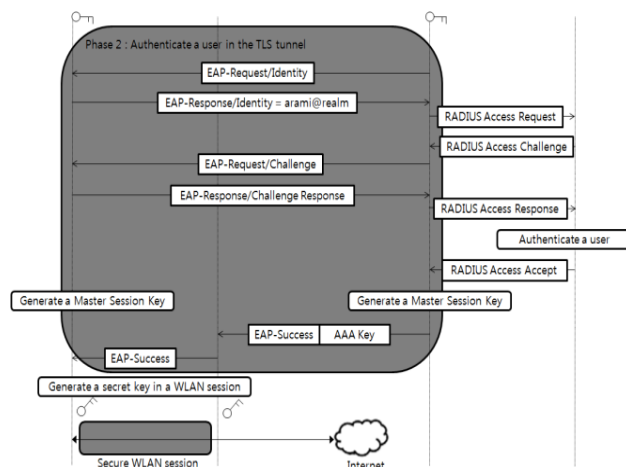 Phase 2 : Authenticate a user in the TLS tunnel
EAP-Request/Identity
EAP-Response/Identity = arami@realm
RADIUS Access Request
RADIUS Access Challenge
EAP-Request/Challenge
EAP-Response/Challenge Response
RADIUS Access Response
Authenticate a user
RADIUS Access Accept
Generate a Master Session Key
Generate a Master Session Key
EAP-Success AAA Key
EAP-Success
Generate a secret key in a WLAN session
Secure WLAN session
Internet